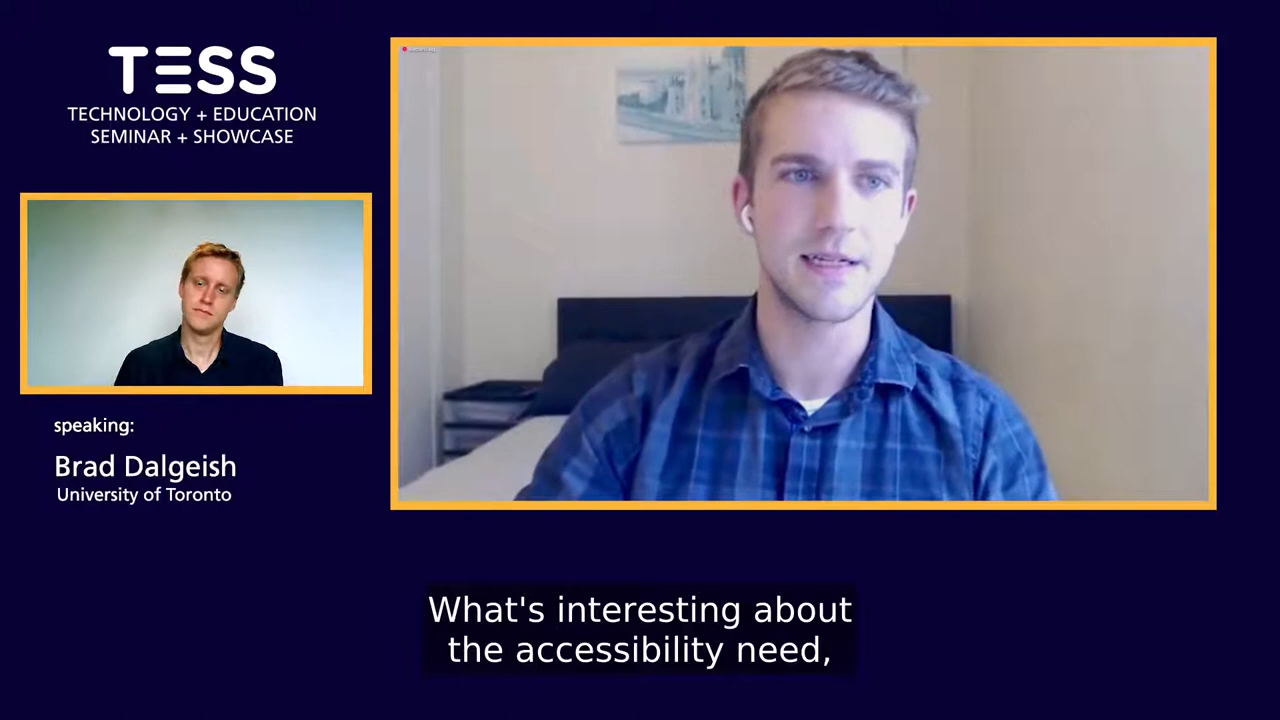 TESS
TECHNOLOGY + EDUCATION
SEMINAR + SHOWCASE
speaking:
Brad Dalgeish
University of Toronto
What's interesting about
the accessibility need,